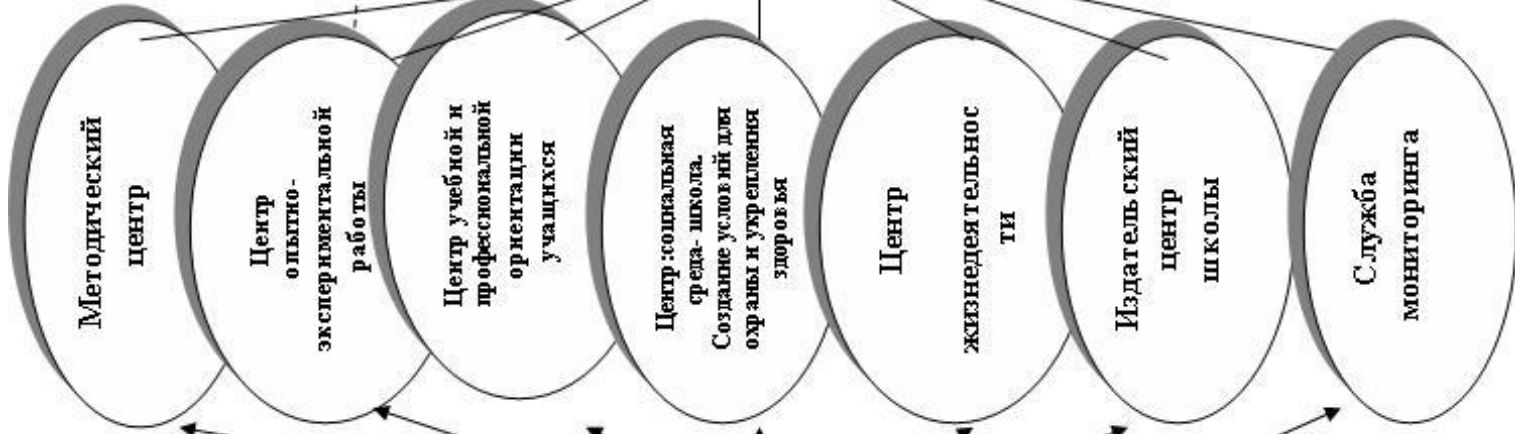 Методический
центр
Центр
опытно-
экспериментальной
работы
Центр учебной и
профессиональной
ориентации
учащихся
Центр:социальная
среда- школа.
Создание условий для
охраны и укрепления
здоровья
Центр
жизнедеятельнос
ти
Издательский
центр
школы
Служба
мониторинга